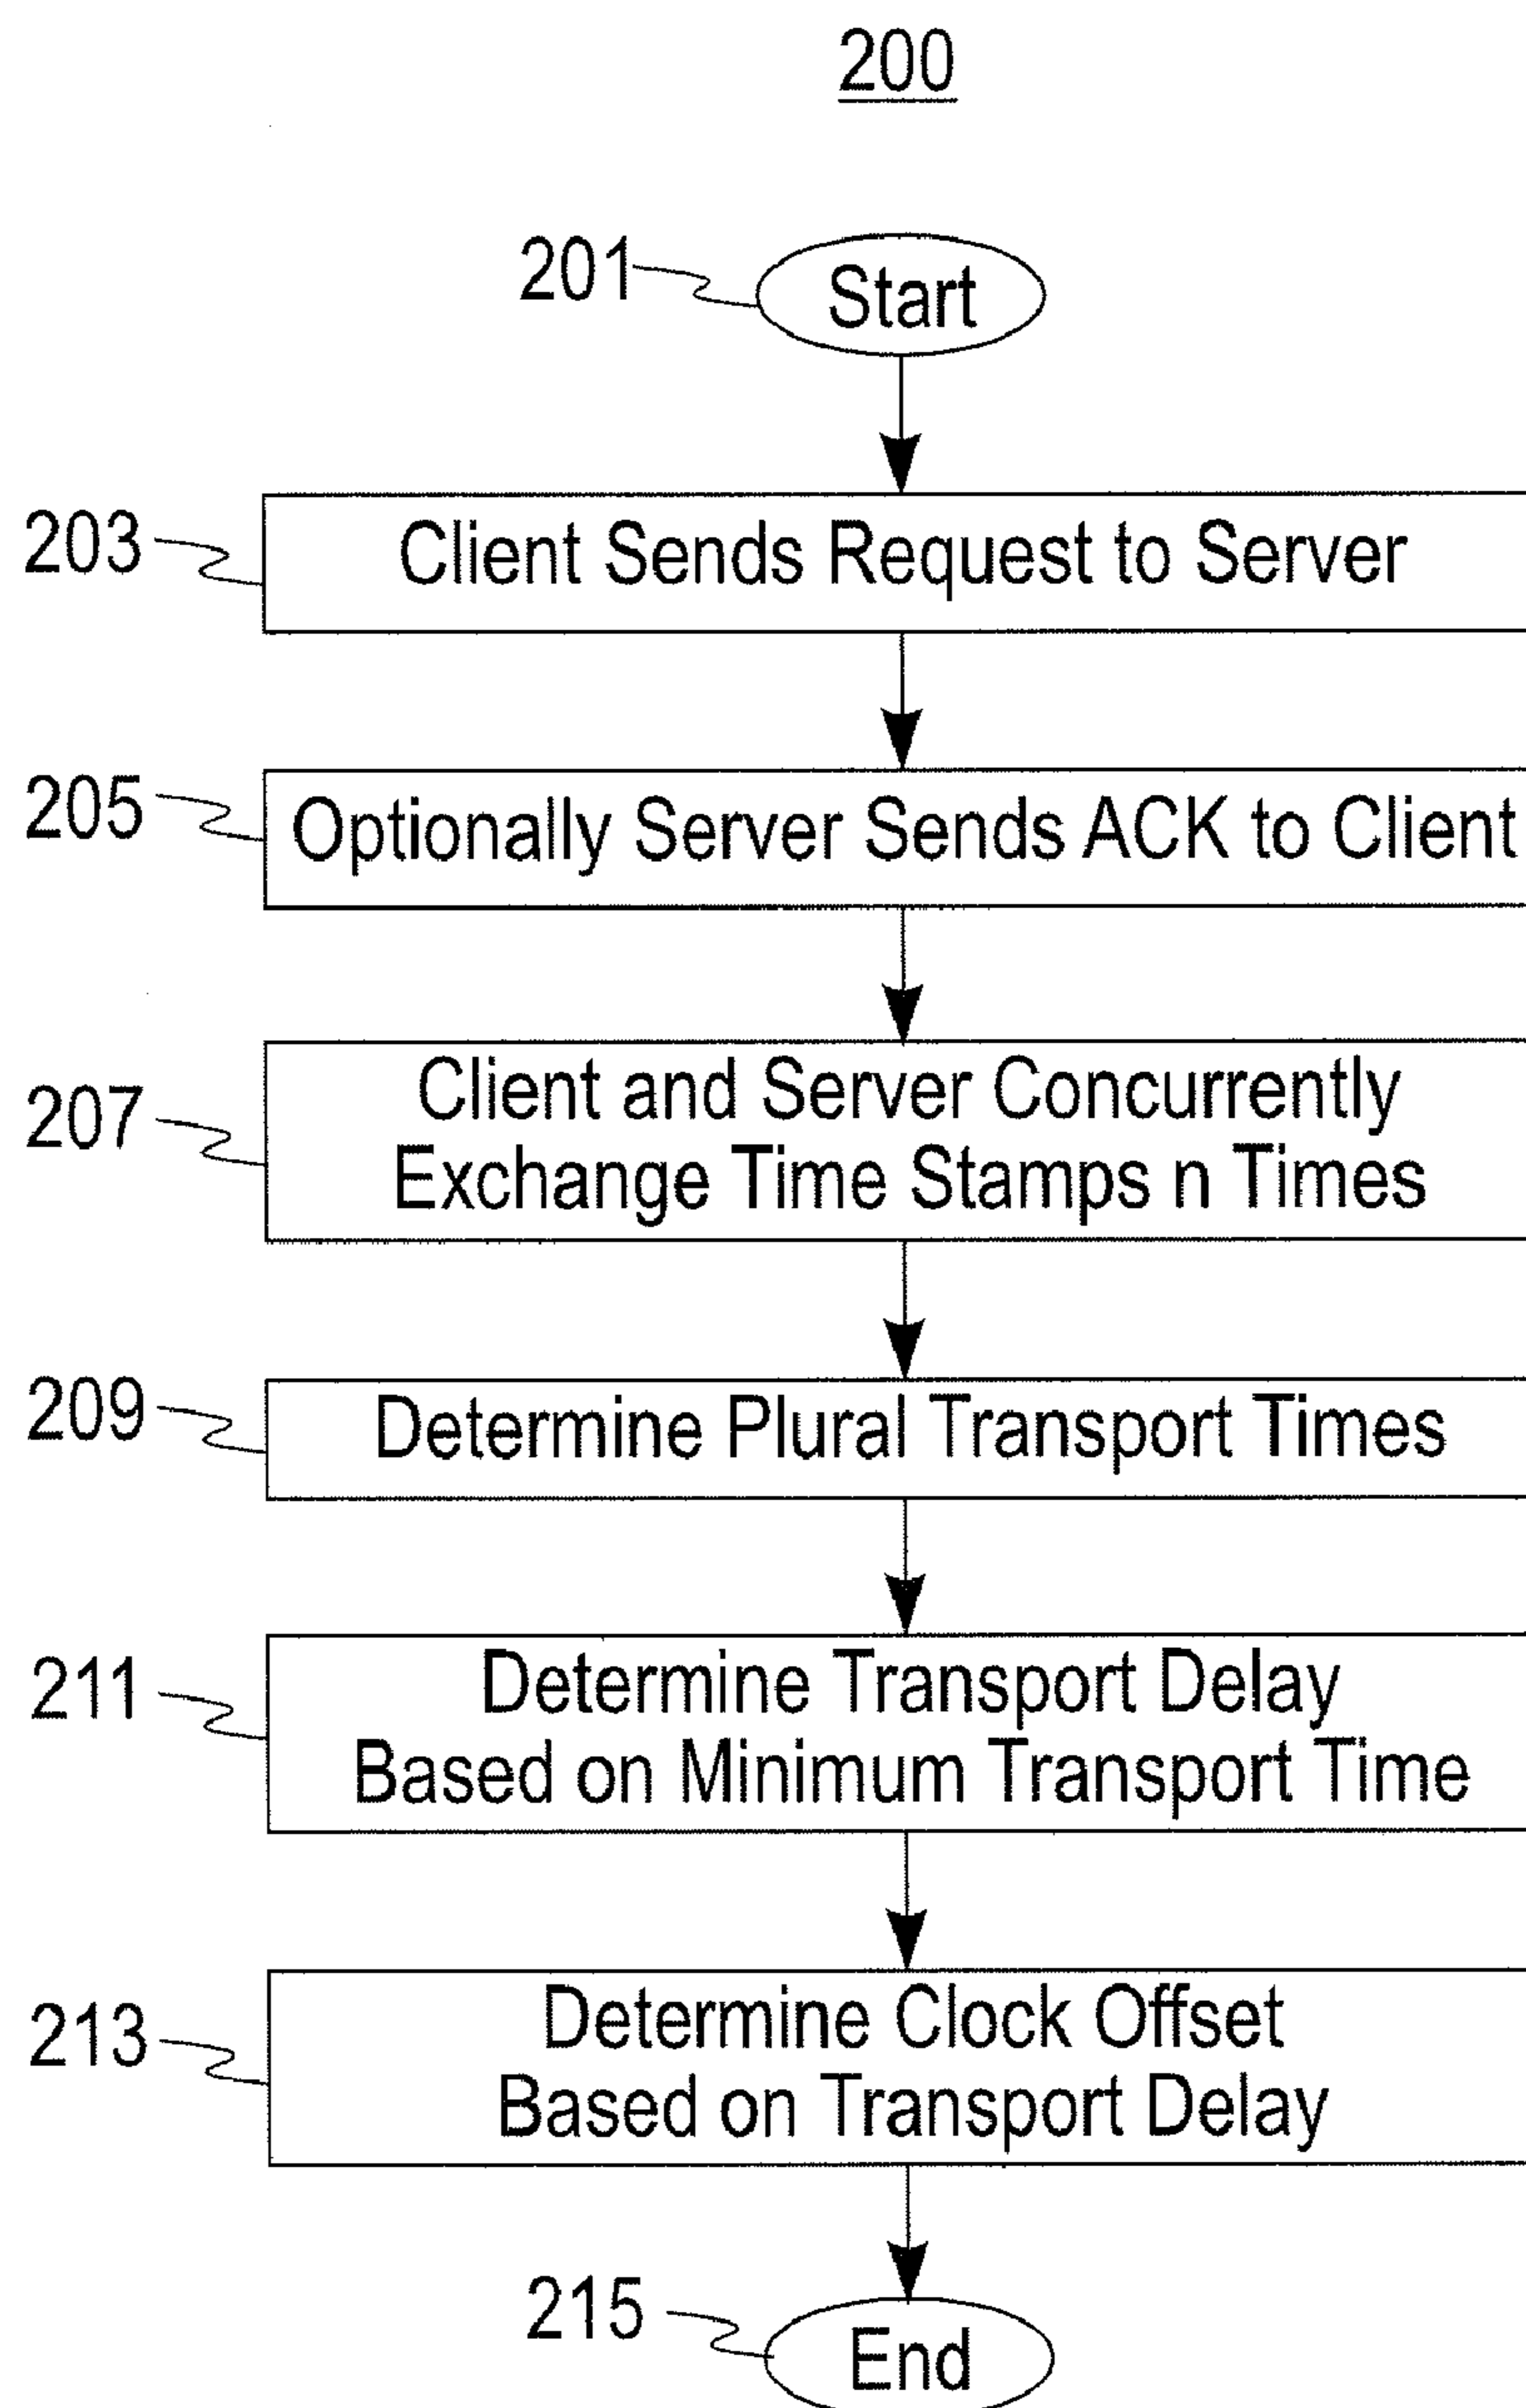 200
201
Start
203
Client Sends Request to Server
205
Optionally Server Sends ACK to Client
207
Client and Server Concurrently
Exchange Time Stamps n Times
209
Determine Plural Transport Times
211
Determine Transport Delay
Based on Minimum Transport Time
213
Determine Clock Offset
Based on Transport Delay
215
End